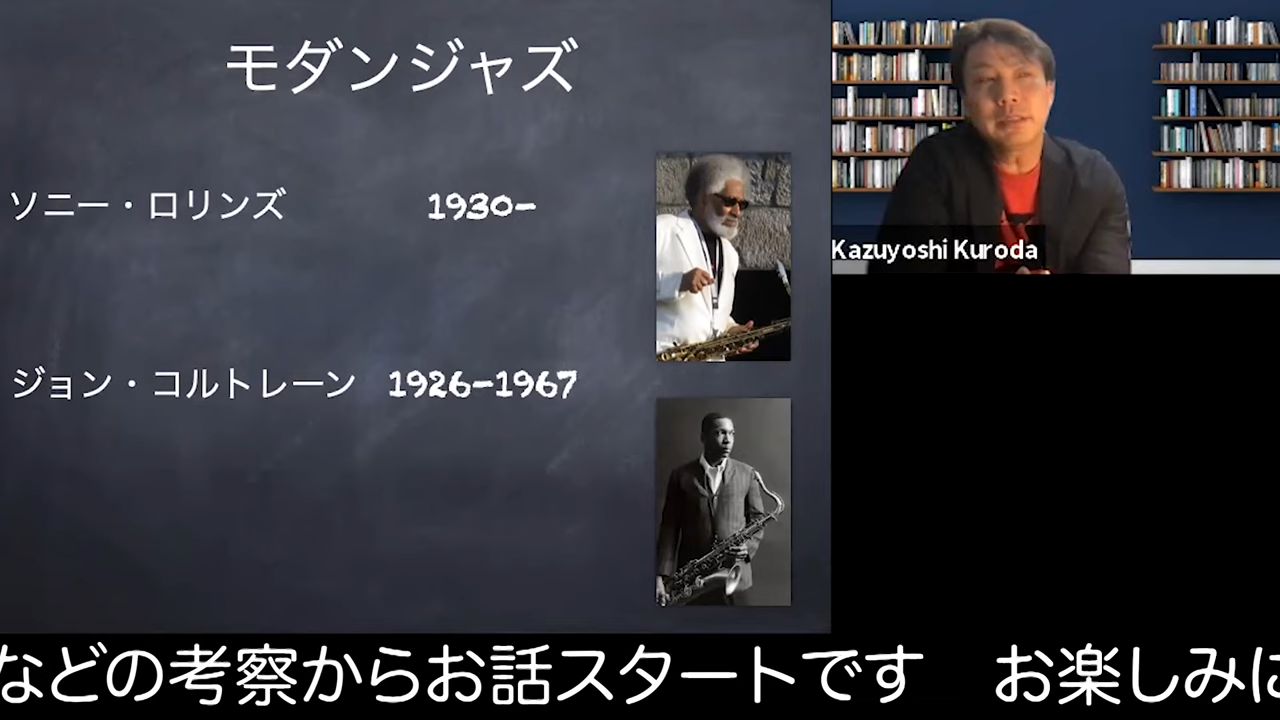 モダンジャズ
ソニー・ロリンズ 1930-
ジョン・コルトレーン 1926-1967
Kazuyoshi Kuroda
などの考察からお話スタートです お楽しみに